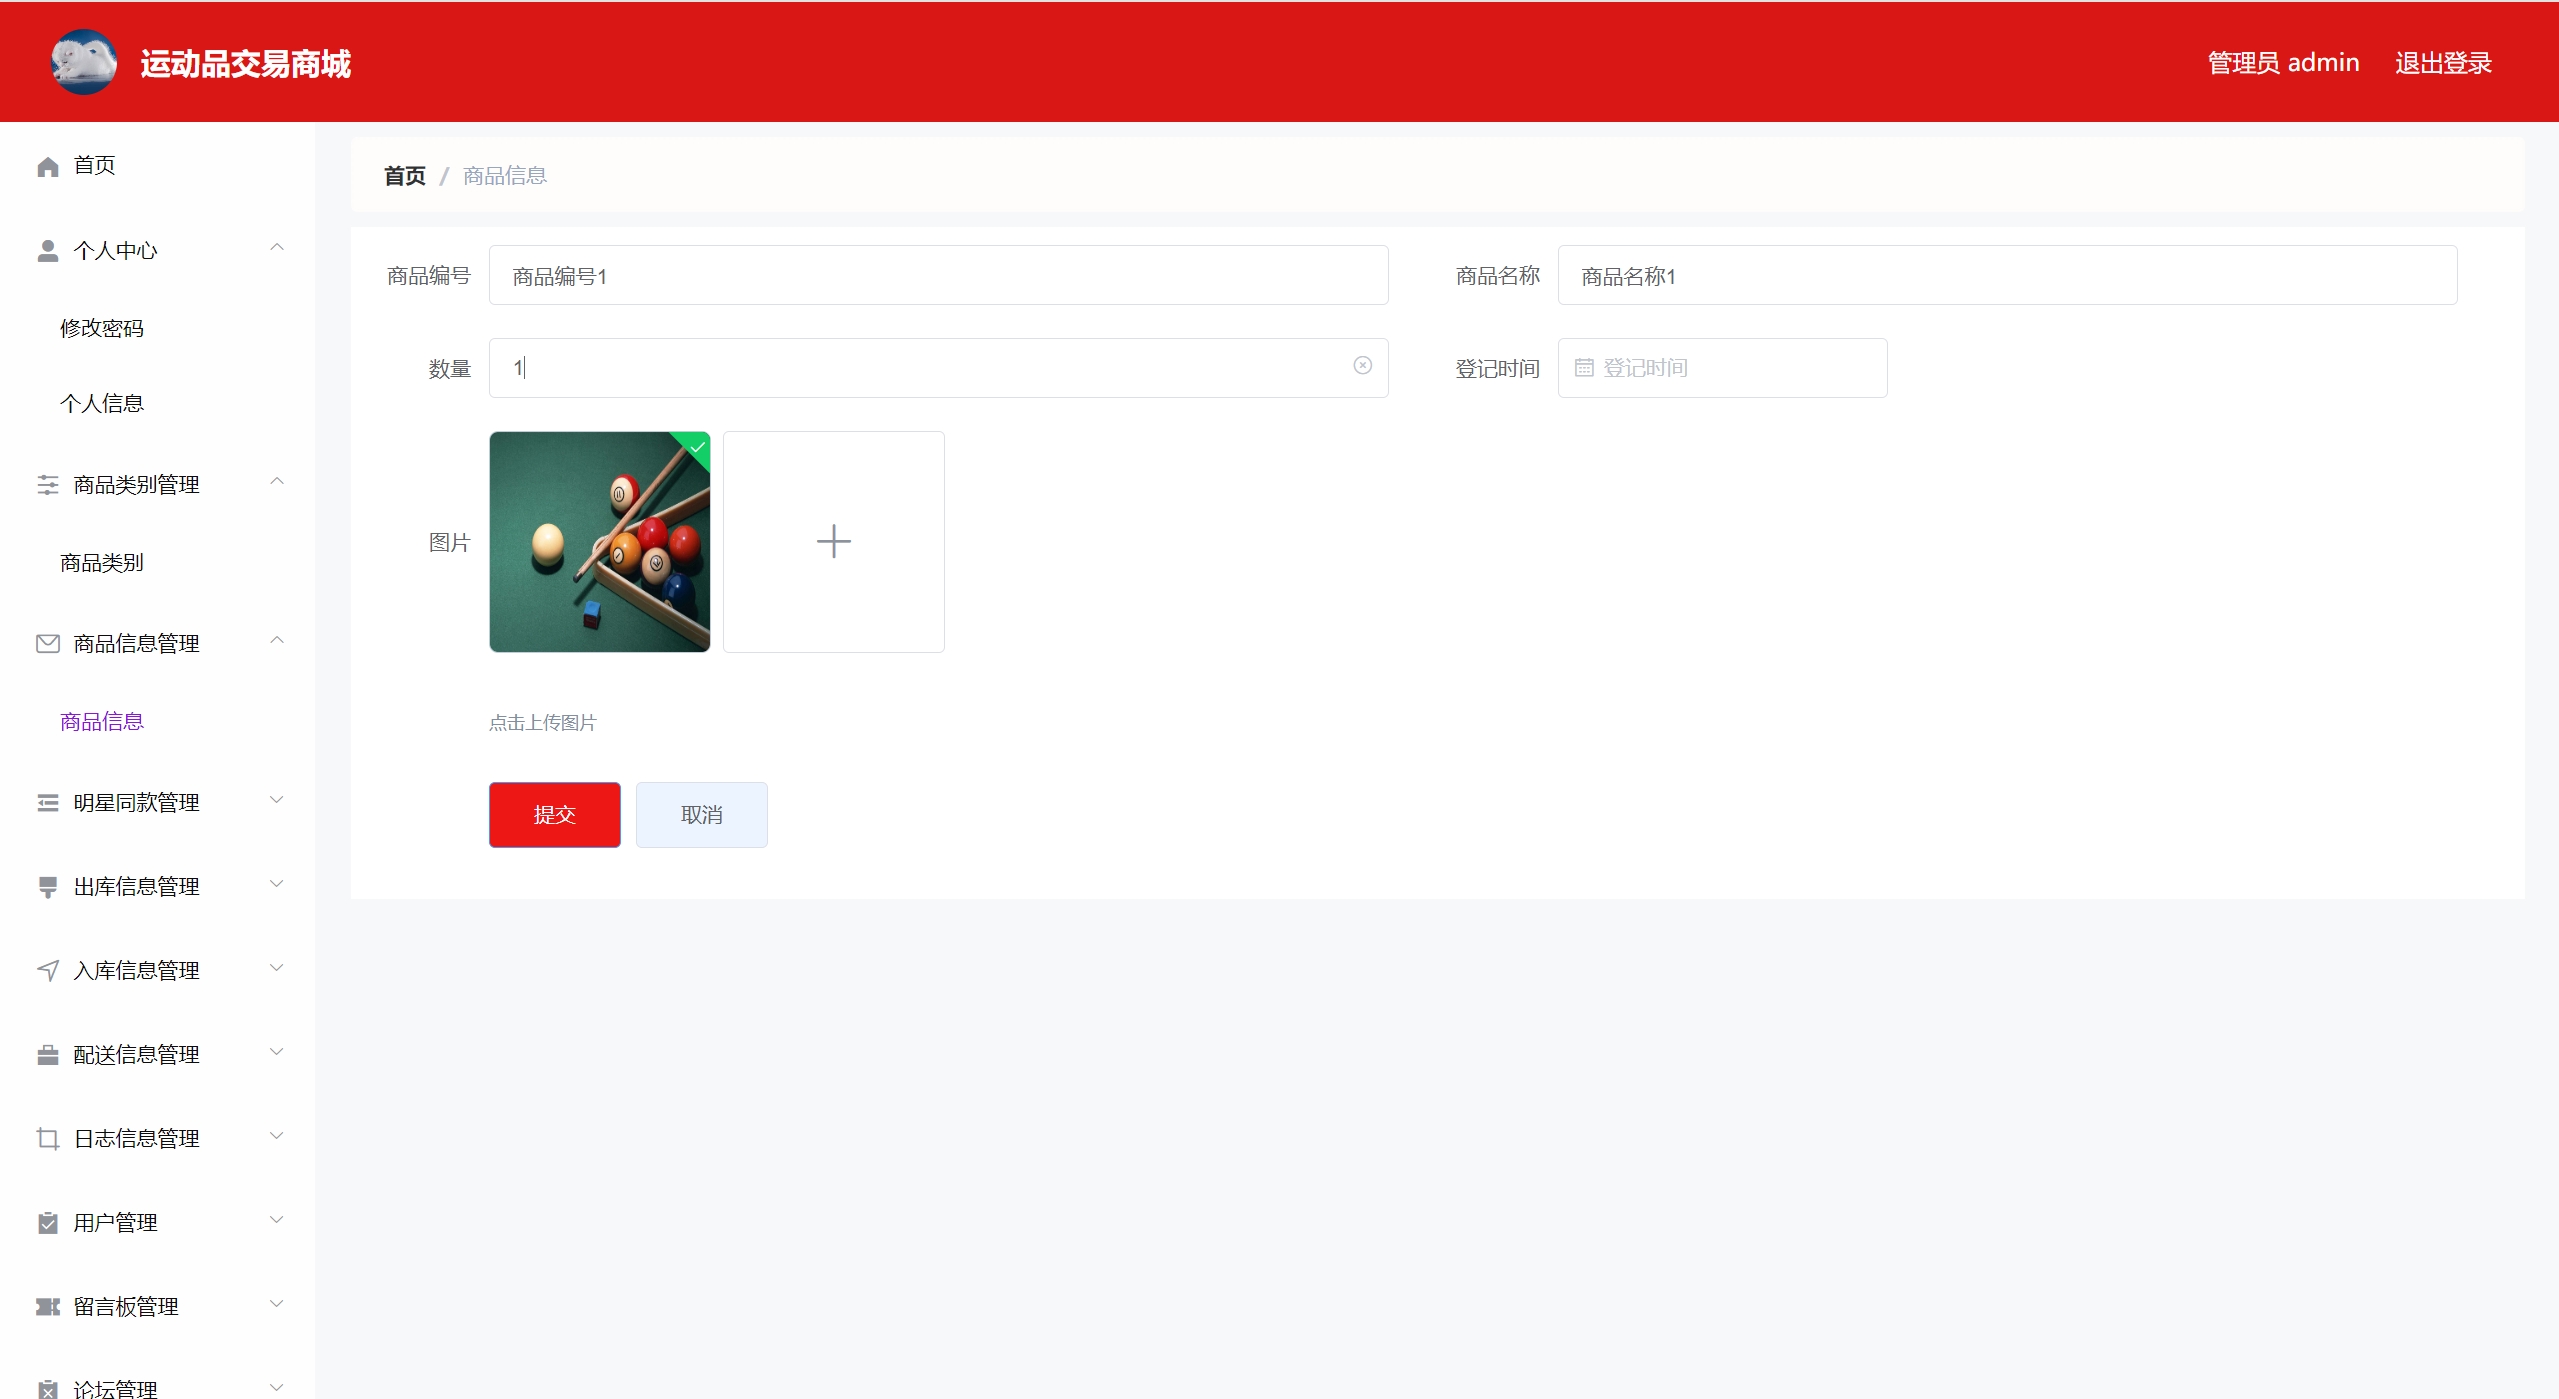 运动品交易商城
管理员 admin 退出登录
首页
个人中心
修改密码
个人信息
商品类别管理
商品类别
商品信息管理
商品信息
明星同款管理
出库信息管理
入库信息管理
配送信息管理
日志信息管理
用户管理
留言板管理
论坛管理
首页 / 商品信息
商品编号 商品编号1 商品名称 商品名称1
数量 1 登记时间 登记时间
图片
点击上传图片
提交 取消